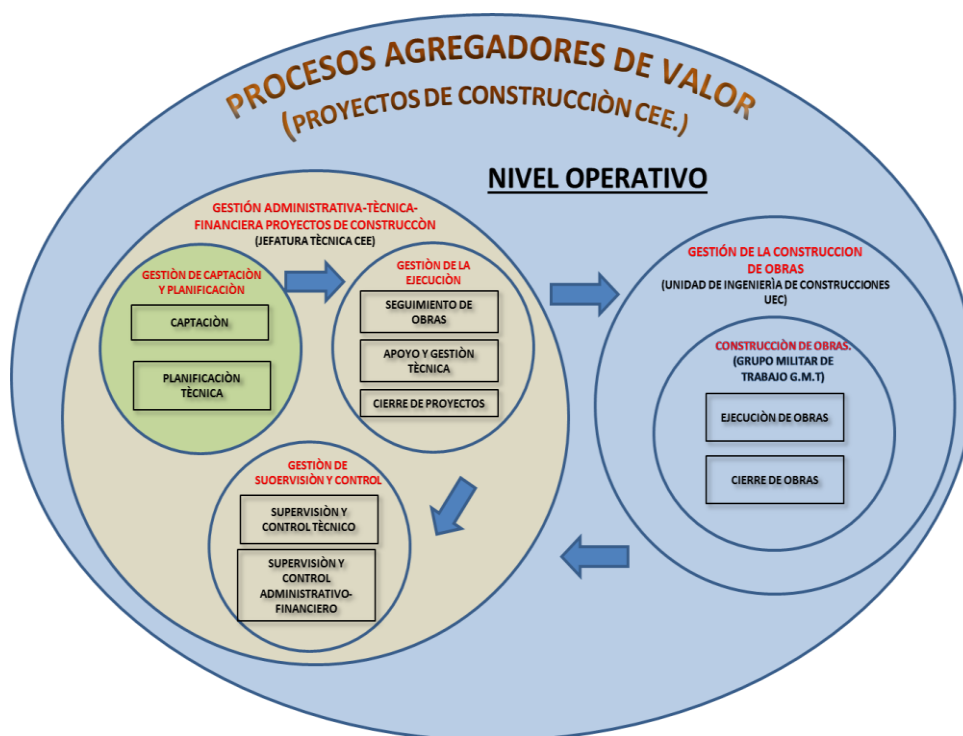 PROCESOS AGREGADORES DE VALOR
(PROYECTOS DE CONSTRUCCIÒN CEE.)
NIVEL OPERATIVO
GESTIÓN ADMINISTRATIVA-TÈCNICA-
FINANCIERA PROYECTOS DE CONSTRUCCÒN
(JEFATURA TÈCNICA CEE)
GESTIÒN DE CAPTACIÒN
Y PLANIFICACIÒN
CAPTACIÒN
PLANIFICACIÒN
TÈCNICA
GESTIÒN DE LA
EJECUCIÒN
SEGUIMIENTO DE
OBRAS
APOYO Y GESTIÒN
TÈCNICA
CIERRE DE PROYECTOS
GESTIÒN DE
SUOERVISIÒN Y CONTROL
SUPERVISIÒN Y
CONTROL TÈCNICO
SUPERVISIÒN Y
CONTROL
ADMINISTRATIVO-
FINANCIERO
GESTIÓN DE LA CONSTRUCCION
DE OBRAS
(UNIDAD DE INGENIERÌA DE CONSTRUCCIONES
UEC)
CONSTRUCCIÒN DE OBRAS.
(GRUPO MILITAR DE
TRABAJO G.M.T)
EJECUCIÒN DE OBRAS
CIERRE DE OBRAS